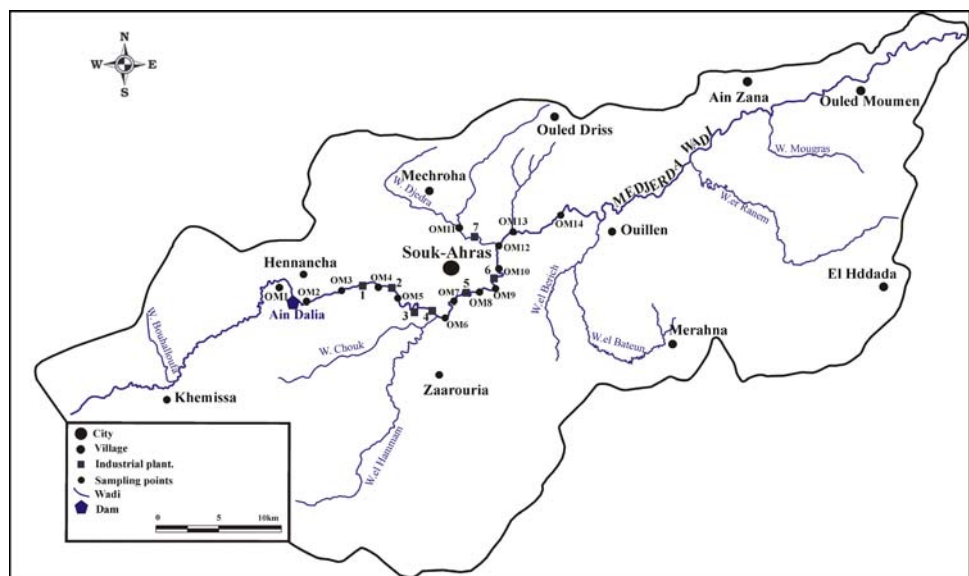 N
W E
S
Ain Zana
Ouled Moumen
Ouled Driss
MEDJERDA WADI
W. Mougras
Mechroha
W. Djedra
W.er Ranem
OM11
7
OM13
OM14
OM12
Ouillen
Souk-Ahras
Hennancha
OM10
6
El Hddada
OM1
OM2
OM3
OM4
2
1
OM5
OM7
5
OM8
OM9
Ain Dalia
3
4
OM6
W.el Berich
W. Bouhalloufa
W. Chouk
W.el Bateun
Merahna
Zaarouria
Khemissa
W.el Hammam
City
Village
Industrial plant.
Sampling points
Wadi
Dam
0 5 10km